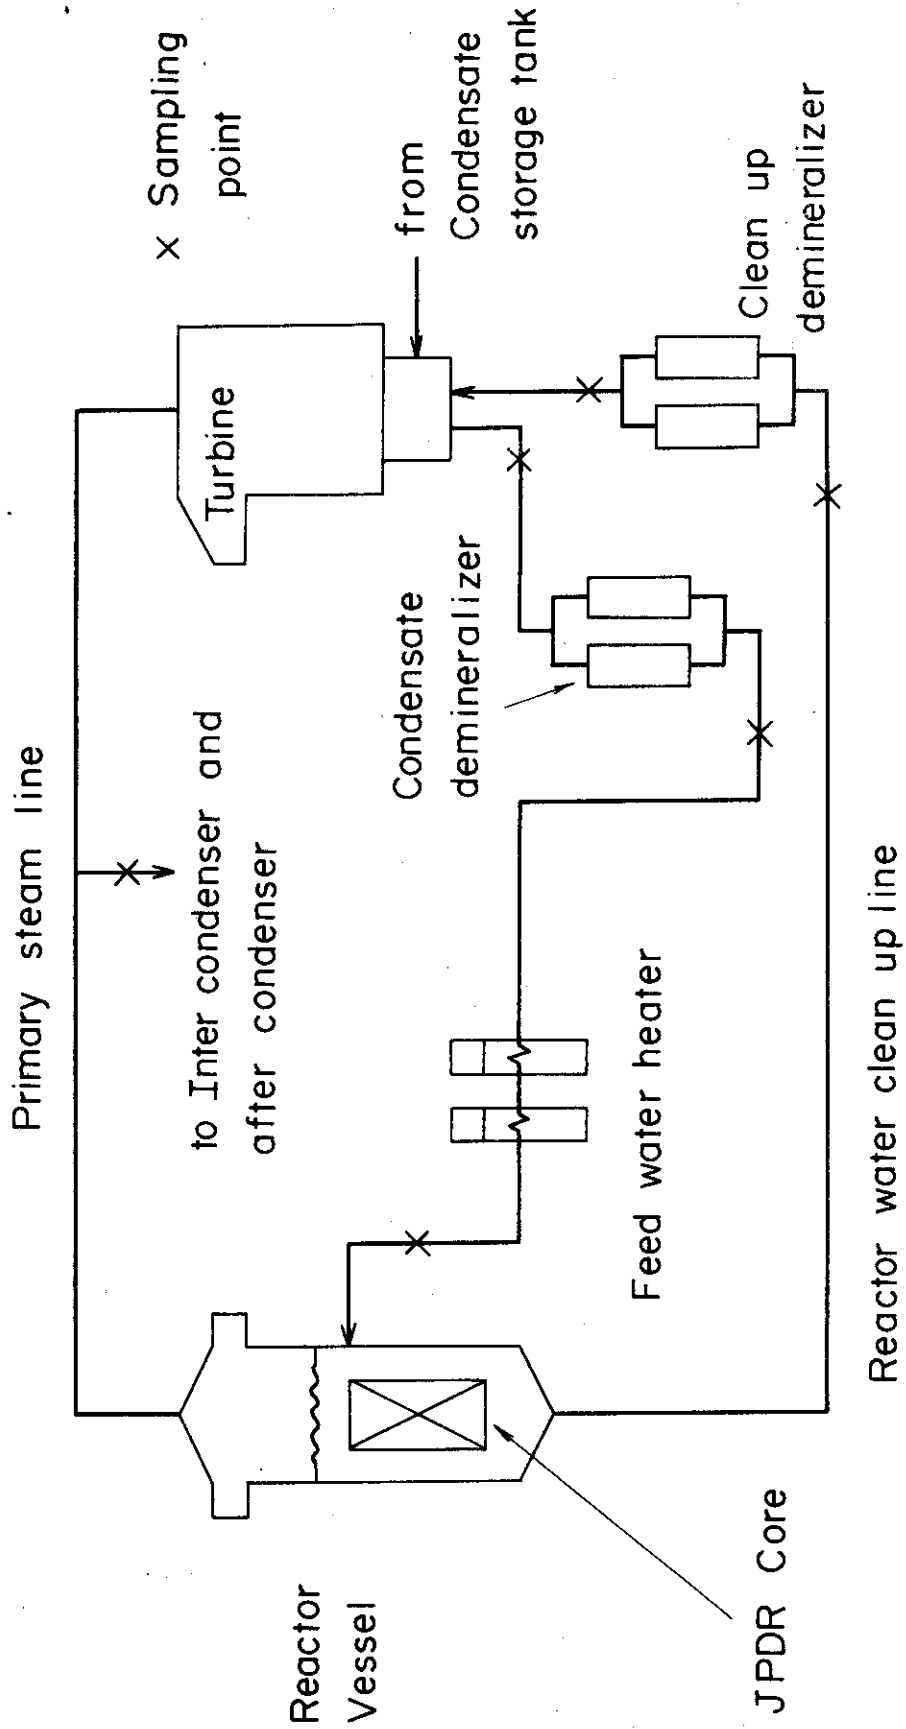 Primary steam line
× Sampling
point
to Inter condenser and
after condenser
Turbine
from
Condensate
storage tank
Reactor
Vessel
Condensate
demineralizer
Clean up
demineralizer
Feed water heater
JPDR Core
Reactor water clean up line